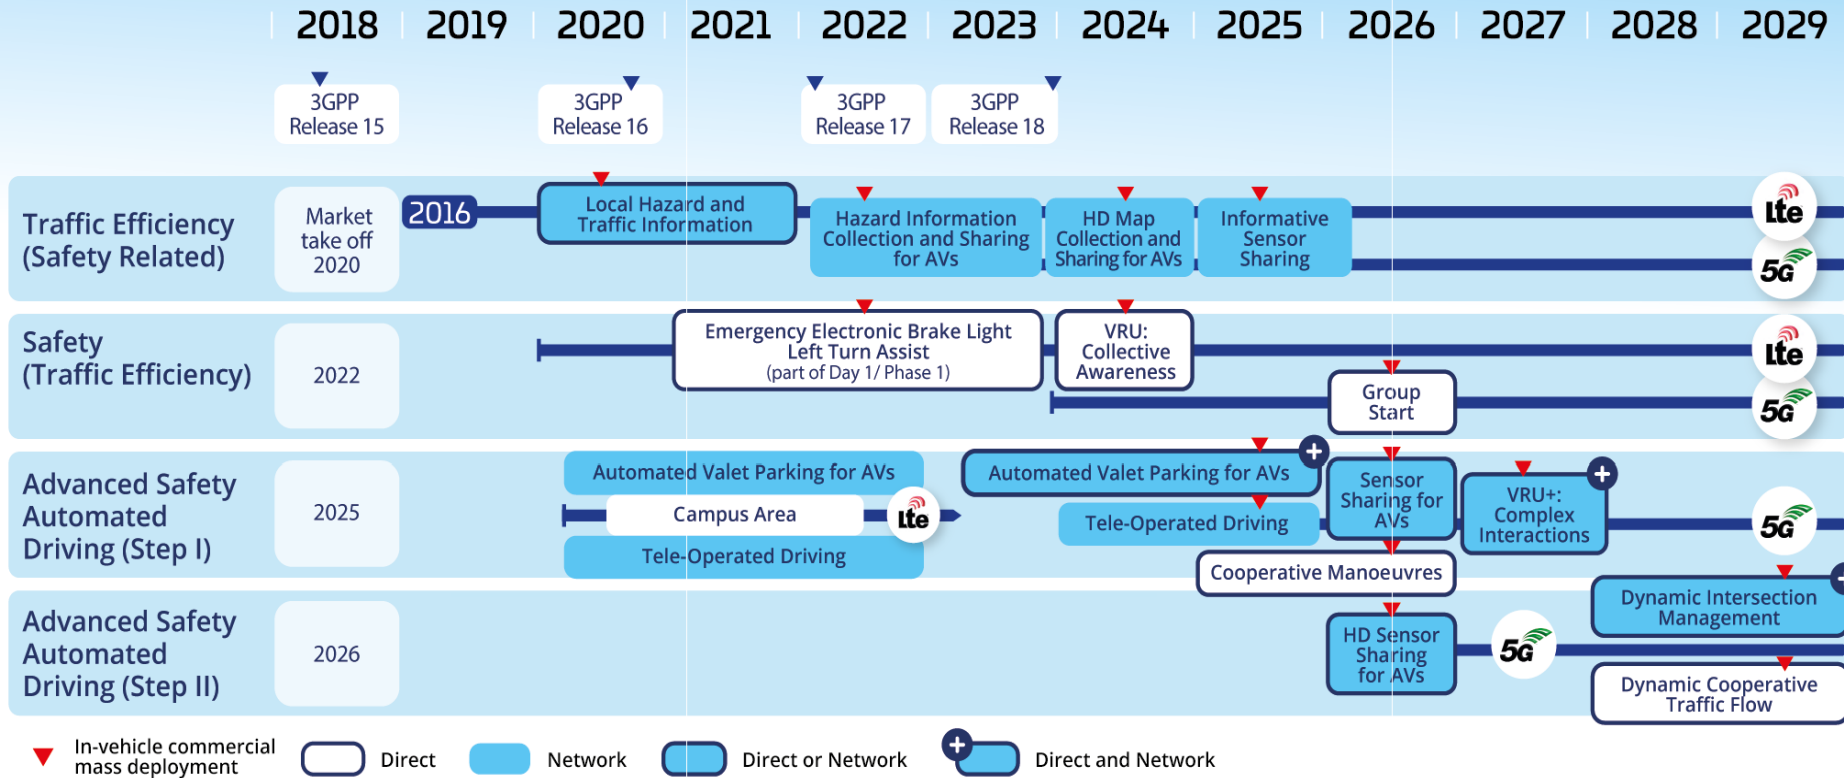 2018 2019 2020 2021 2022 2023 2024 2025 2026 2027 2028 2029
3GPP
Release 15
3GPP
Release 16
3GPP
Release 17
3GPP
Release 18
Traffic Efficiency
(Safety Related)
Market
take off
2020
2016
Local Hazard and
Traffic Information
Hazard Information
Collection and Sharing
for AVs
HD Map
Collection and
Sharing for AVs
Informative
Sensor
Sharing
Lte
5G
Safety
(Traffic Efficiency)
2022
Emergency Electronic Brake Light
Left Turn Assist
(part of Day 1/ Phase 1)
VRU:
Collective
Awareness
Group
Start
Lte
5G
Advanced Safety
Automated
Driving (Step I)
2025
Automated Valet Parking for AVs
Campus Area
Lte
Tele-Operated Driving
Automated Valet Parking for AVs
+
Tele-Operated Driving
Cooperative Manoeuvres
Sensor
Sharing for
AVs
VRU+:
Complex
Interactions
+
5G
Advanced Safety
Automated
Driving (Step II)
2026
HD Sensor
Sharing
for AVs
5G
Dynamic Intersection
Management
+
Dynamic Cooperative
Traffic Flow
In-vehicle commercial
mass deployment
Direct
Network
Direct or Network
+
Direct and Network